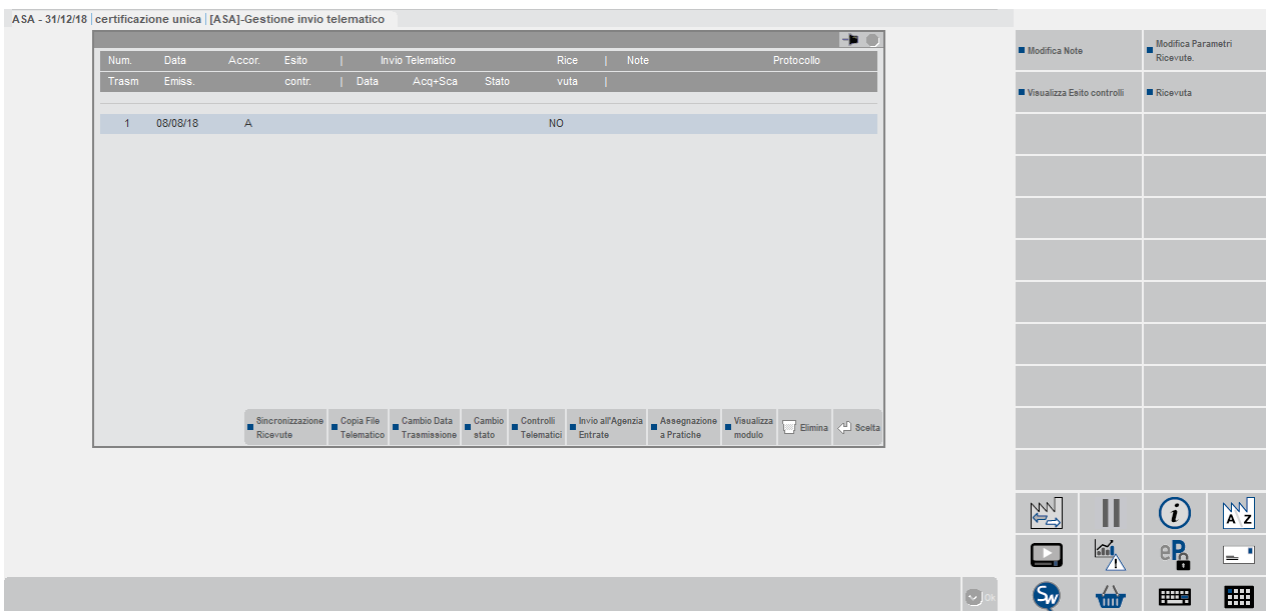 ASA - 31/12/18 | certificazione unica | [ASA]-Gestione invio telematico
Num. Data Accor. Esito | Invio Telematico Rice | Note Protocollo
Trasm Emiss. contr. | Data Acq+Sca Stato vuta |
1 08/08/18 A NO
Sincronizzazione Ricevute
Copia File Telematico
Cambio Data Trasmissione
Cambio stato
Controlli Telematici
Invio all'Agenzia Entrate
Assegnazione a Pratiche
Visualizza modulo
Elimina
Scelta
Modifica Note
Modifica Parametri
Ricevute.
Visualizza Esito controlli
Ricevuta
i
A Z
eP
Sw
Ok